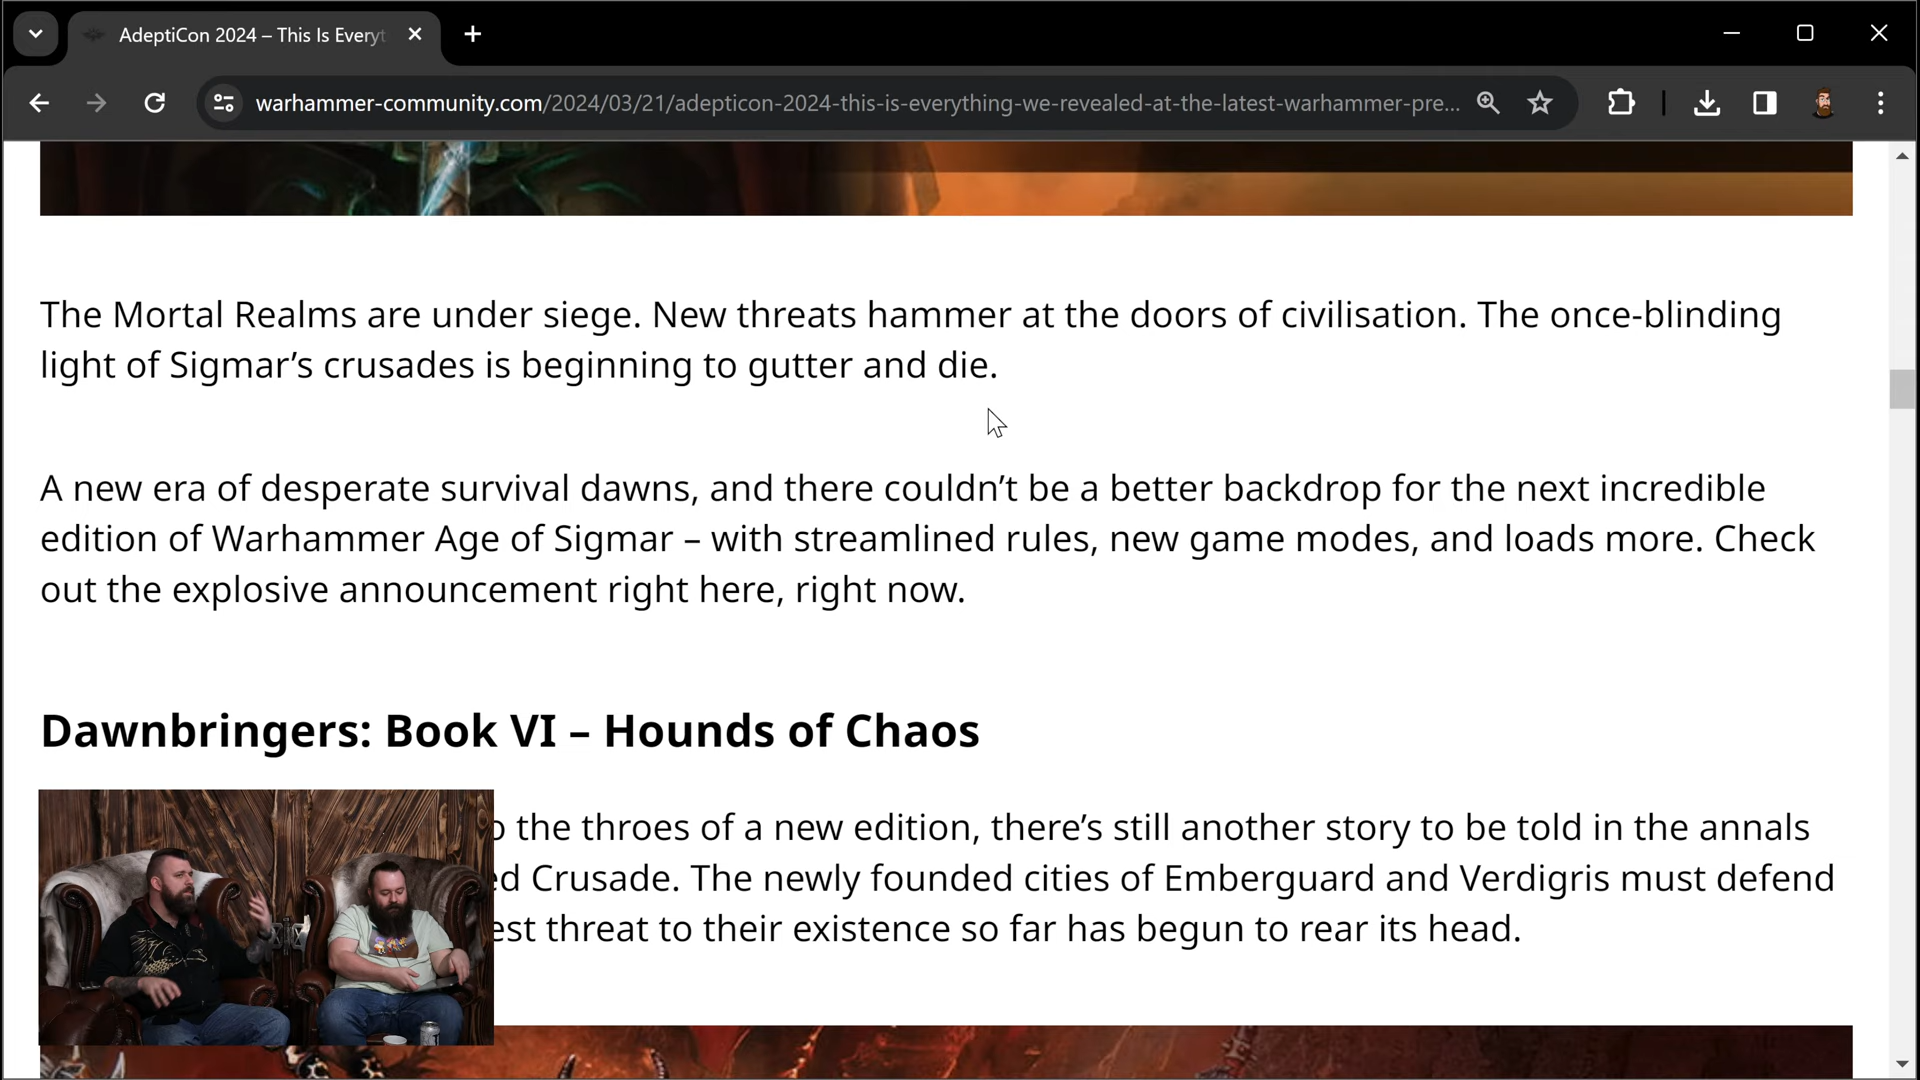 AdeptiCon 2024 – This Is Everyt
warhammer-community.com/2024/03/21/adepticon-2024-this-is-everything-we-revealed-at-the-latest-warhammer-pre...
The Mortal Realms are under siege. New threats hammer at the doors of civilisation. The once-blinding
light of Sigmar’s crusades is beginning to gutter and die.
A new era of desperate survival dawns, and there couldn’t be a better backdrop for the next incredible
edition of Warhammer Age of Sigmar – with streamlined rules, new game modes, and loads more. Check
out the explosive announcement right here, right now.
Dawnbringers: Book VI – Hounds of Chaos
o the throes of a new edition, there’s still another story to be told in the annals
ed Crusade. The newly founded cities of Emberguard and Verdigris must defend
est threat to their existence so far has begun to rear its head.